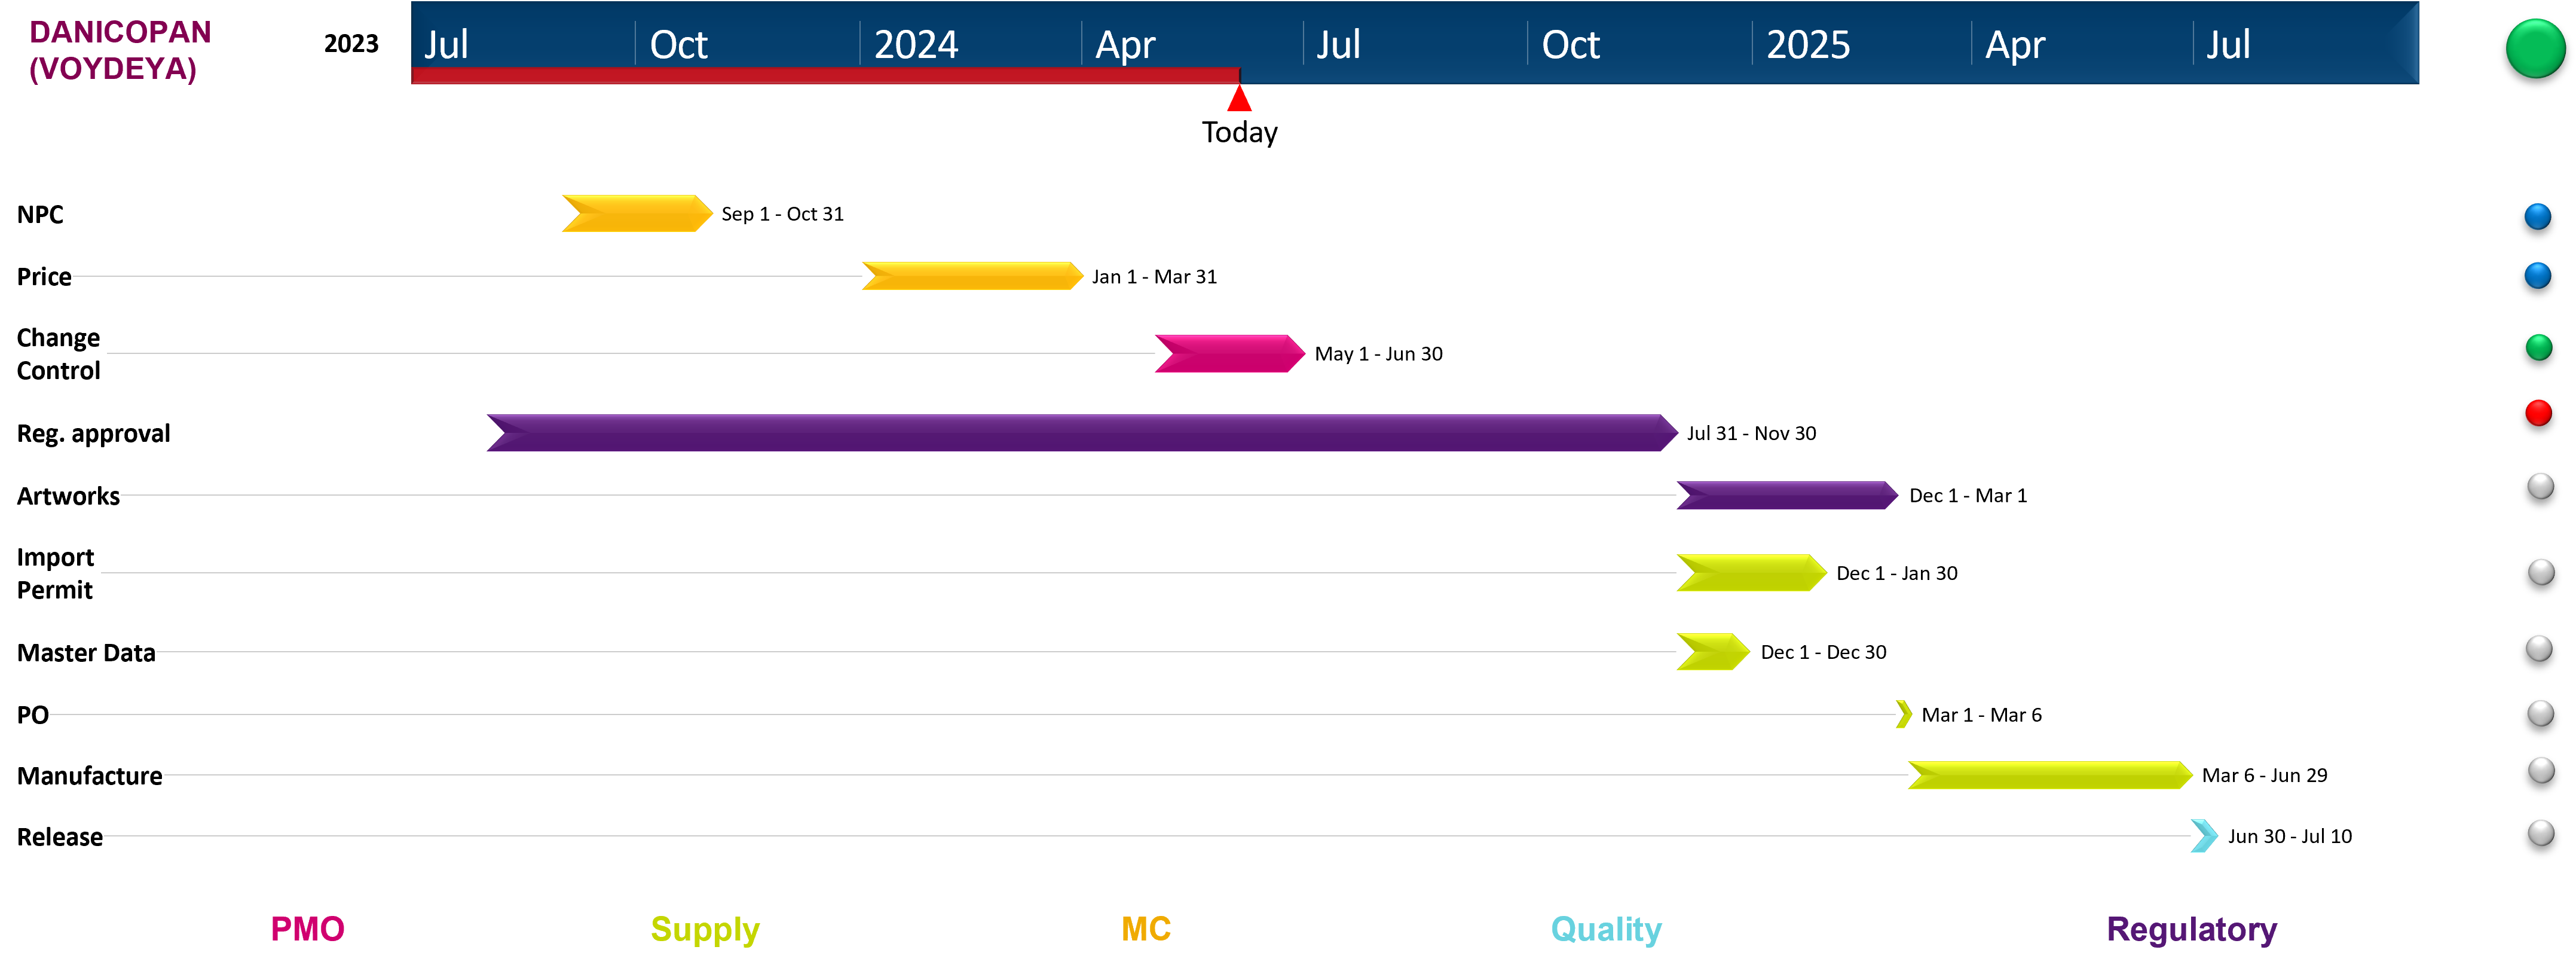 DANICOPAN
(VOYDEYA)
2023
Jul Oct 2024 Apr Jul Oct 2025 Apr Jul
Today
NPC
Sep 1 - Oct 31
Price
Jan 1 - Mar 31
Change
Control
May 1 - Jun 30
Reg. approval
Jul 31 - Nov 30
Artworks
Dec 1 - Mar 1
Import
Permit
Dec 1 - Jan 30
Master Data
Dec 1 - Dec 30
PO
Mar 1 - Mar 6
Manufacture
Mar 6 - Jun 29
Release
Jun 30 - Jul 10
PMO Supply MC Quality Regulatory